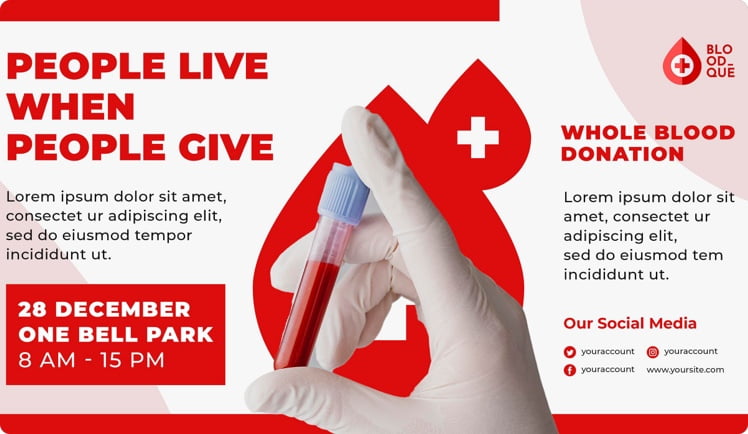 PEOPLE LIVE
WHEN
PEOPLE GIVE
Lorem ipsum dolor sit amet,
consectet ur adipiscing elit,
sed do eiusmod tempor
incididunt ut.
28 DECEMBER
ONE BELL PARK
8 AM - 15 PM
BLO
OD_
QUE
WHOLE BLOOD
DONATION
Lorem ipsum dolor sit
amet, consectet ur
adipiscing elit,
sed do eiusmod tem
incididunt ut.
Our Social Media
youraccount youraccount
youraccount www.yoursite.com